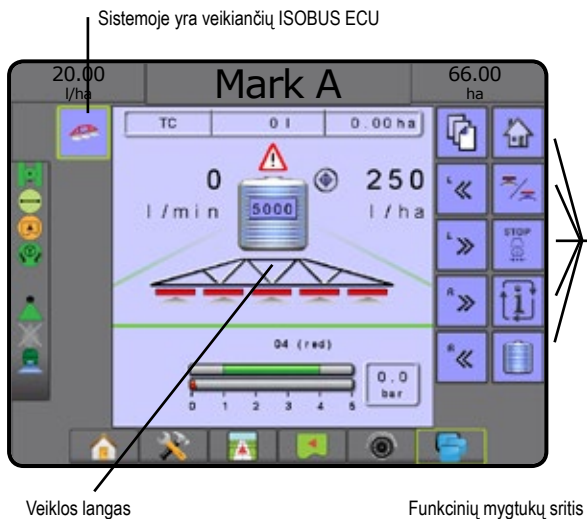 Sistemoje yra veikiančių ISOBUS ECU
20.00 Mark A 66.00
l/ha ha
TC 0 l 0.00 ha
0 250
l/min 5000 l/ha
L
STOP
L
R
i
R
04 (red)
0.0
bar
0 1 2 3 4 5
Veiklos langas Funkcinių mygtukų sritis